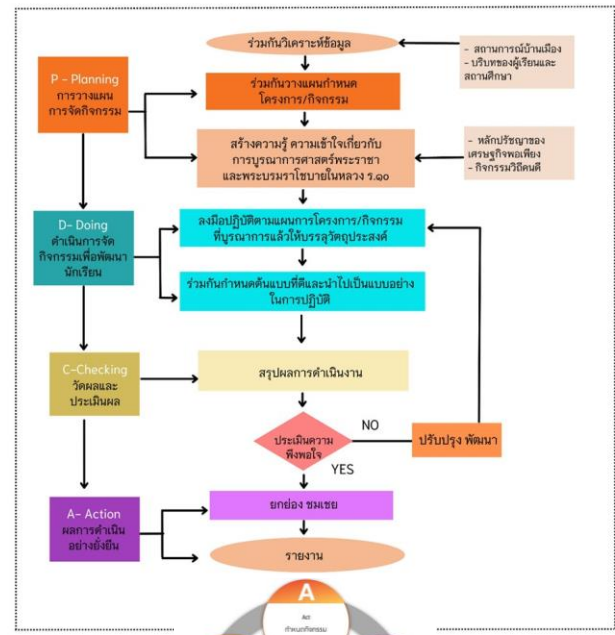 ร่วมกันวิเคราะห์ข้อมูล
- สถานการณ์บ้านเมือง
- บริบทของผู้เรียนและ
สถานศึกษา
P - Planning
การวางแผน
การจัดกิจกรรม
ร่วมกันวางแผนกำหนด
โครงการ/กิจกรรม
สร้างความรู้ ความเข้าใจเกี่ยวกับ
การบูรณาการศาสตร์พระราชา
และพระบรมราโชบายในหลวง ร.๑๐
- หลักปรัชญาของ
เศรษฐกิจพอเพียง
- กิจกรรมวิถีคนดี
D- Doing
ดำเนินการจัด
กิจกรรมเพื่อพัฒนา
นักเรียน
ลงมือปฏิบัติตามแผนการโครงการ/กิจกรรม
ที่บูรณาการแล้วให้บรรลุวัตถุประสงค์
ร่วมกันกำหนดต้นแบบที่ดีและนำไปเป็นแบบอย่าง
ในการปฏิบัติ
C-Checking
วัดผลและ
ประเมินผล
สรุปผลการดำเนินงาน
ประเมินความ
พึงพอใจ
NO
ปรับปรุง พัฒนา
YES
A- Action
ผลการดำเนิน
อย่างยั่งยืน
ยกย่อง ชมเชย
รายงาน
A
Act
กำหนดกิจกรรม